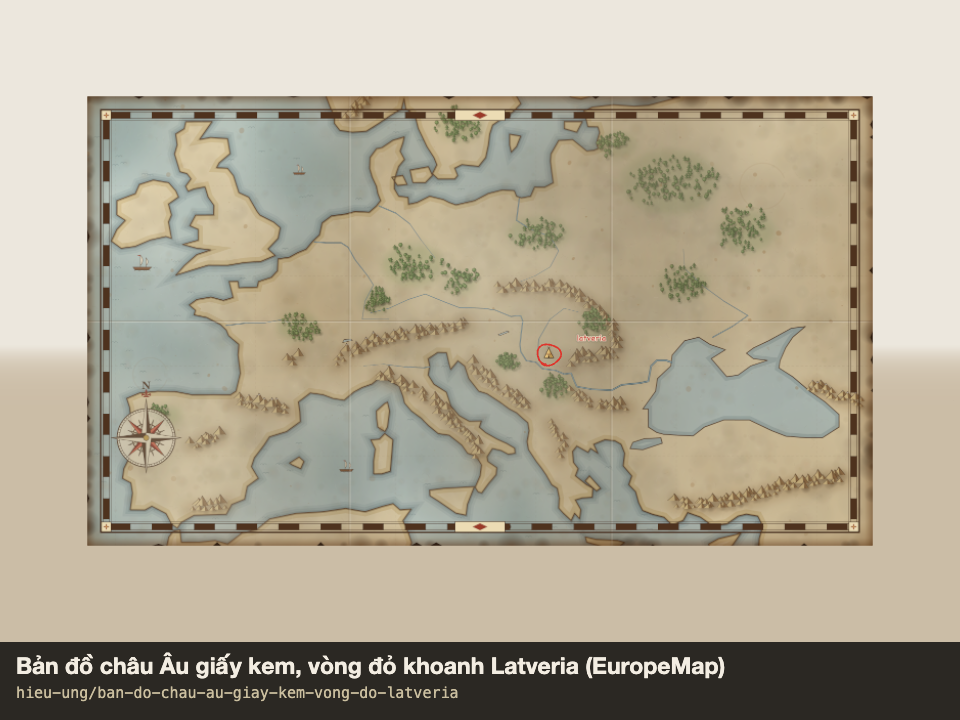 N
Latveria
Bản đồ châu Âu giấy kem, vòng đỏ khoanh Latveria (EuropeMap)
hieu-ung/ban-do-chau-au-giay-kem-vong-do-latveria